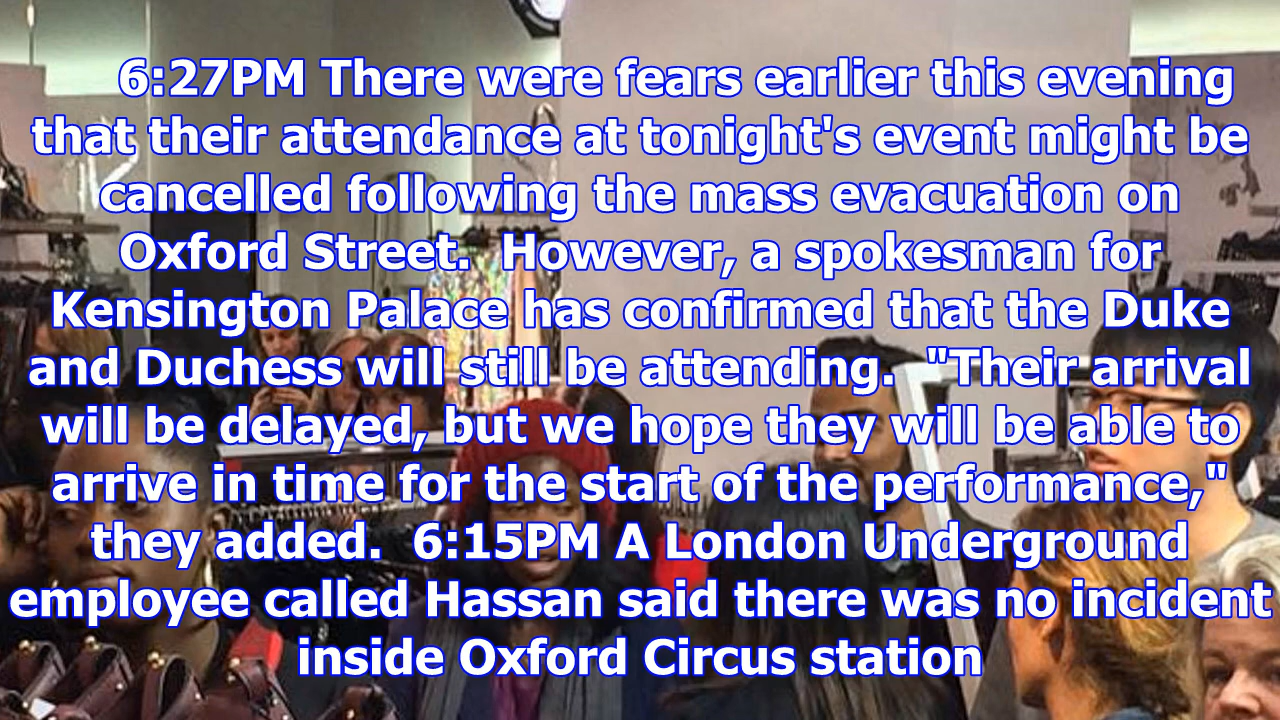 6:27PM There were fears earlier this evening
that their attendance at tonight's event might be
cancelled following the mass evacuation on
Oxford Street.  However, a spokesman for
Kensington Palace has confirmed that the Duke
and Duchess will still be attending.  "Their arrival
will be delayed, but we hope they will be able to
arrive in time for the start of the performance,"
they added.  6:15PM A London Underground
employee called Hassan said there was no incident
inside Oxford Circus station